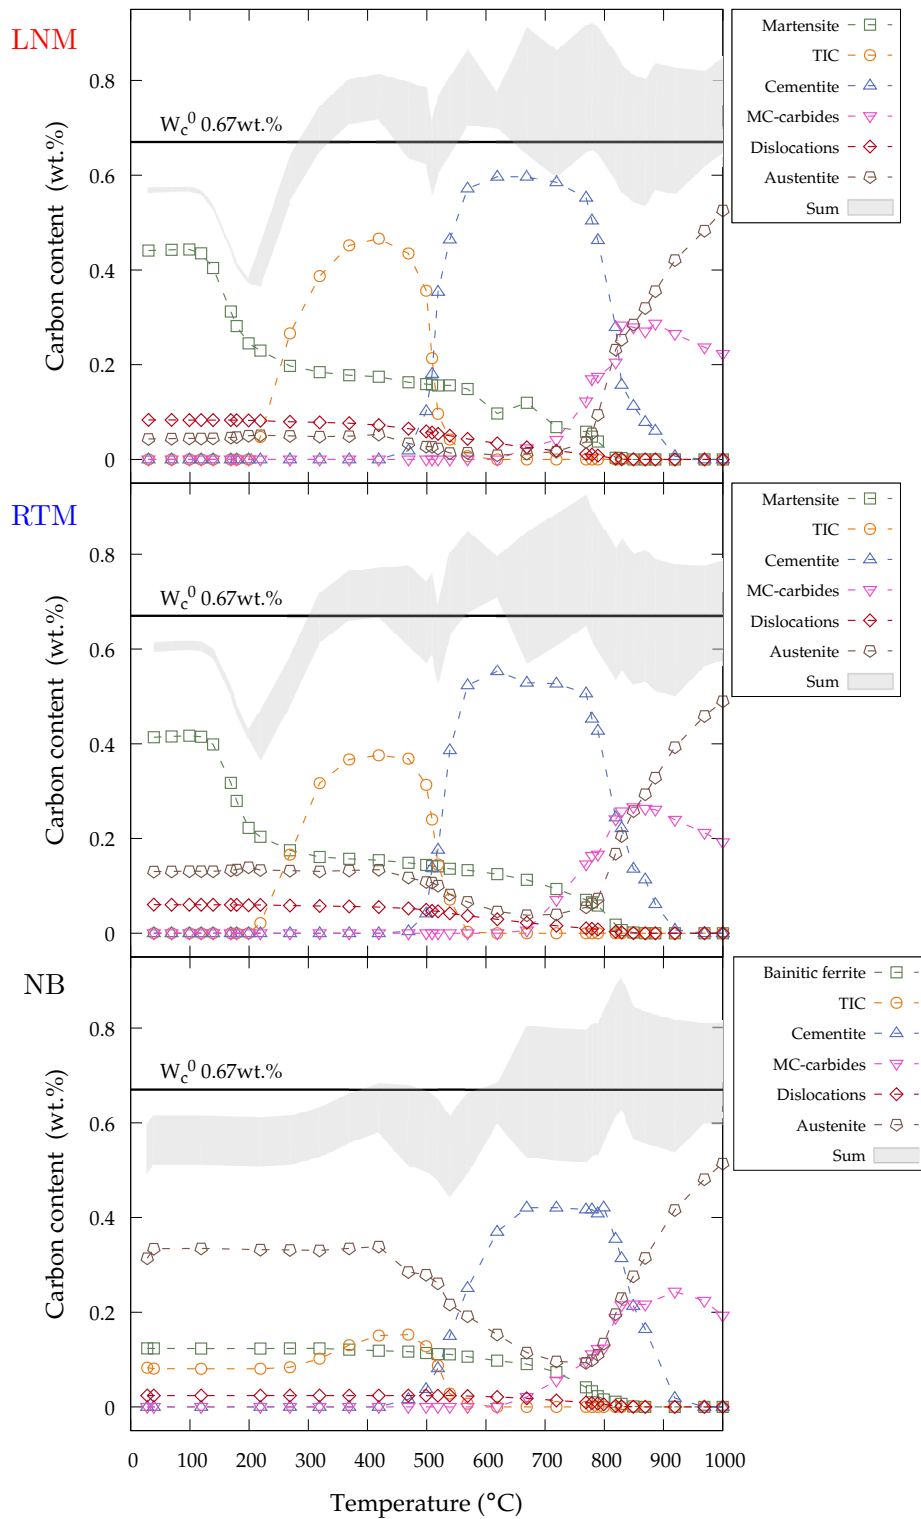 LNM
Carbon content (wt.%)
0.8
0.6
0.4
0.2
0
W_c^0 0.67wt.%
Martensite
TIC
Cementite
MC-carbides
Dislocations
Austentite
Sum
RTM
Carbon content (wt.%)
0.8
0.6
0.4
0.2
0
W_c^0 0.67wt.%
Martensite
TIC
Cementite
MC-carbides
Dislocations
Austenite
Sum
NB
Carbon content (wt.%)
0.8
0.6
0.4
0.2
0
W_c^0 0.67wt.%
Bainitic ferrite
TIC
Cementite
MC-carbides
Dislocations
Austenite
Sum
0 100 200 300 400 500 600 700 800 900 1000
Temperature (°C)